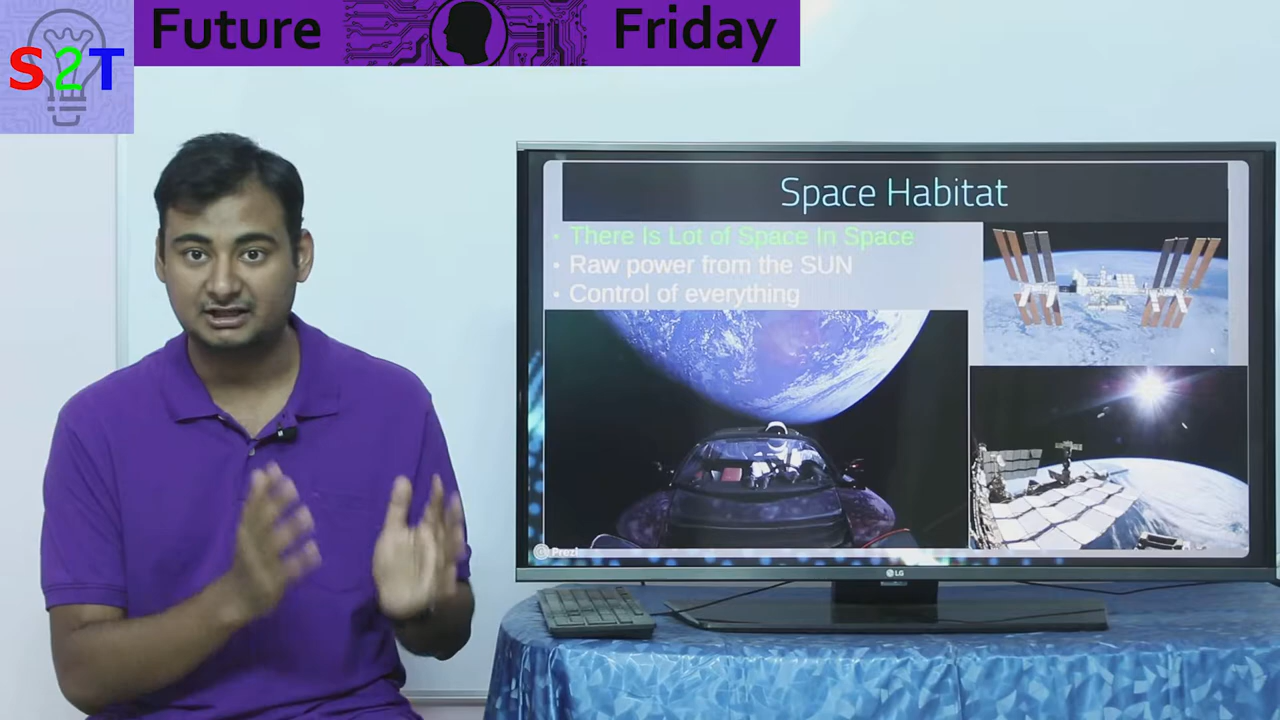 Future Friday
S2T
Space Habitat
• There Is Lot of Space In Space
• Raw power from the SUN
• Control of everything
Prezi
LG